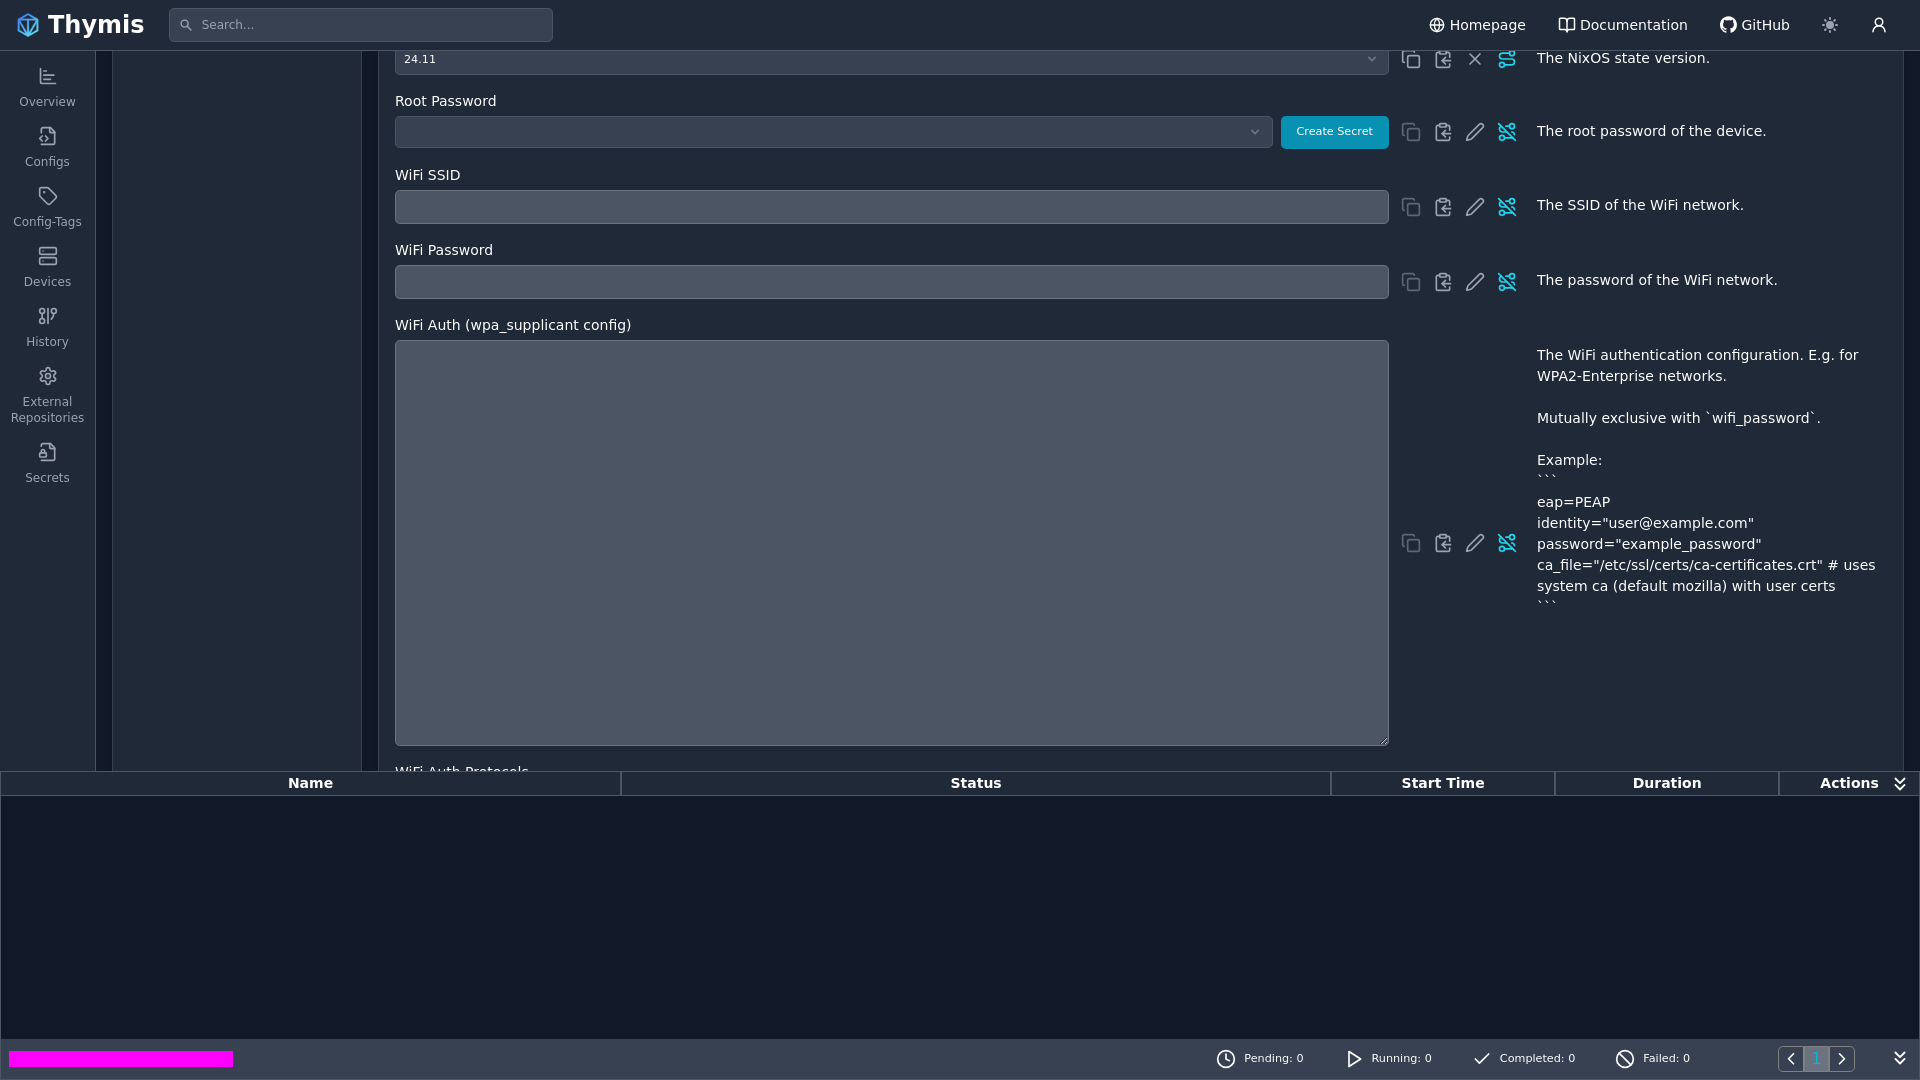 Thymis
Search...
Homepage
Documentation
GitHub
Overview
Configs
Config-Tags
Devices
History
External
Repositories
Secrets
24.11
The NixOS state version.
Root Password
Create Secret
The root password of the device.
WiFi SSID
The SSID of the WiFi network.
WiFi Password
The password of the WiFi network.
WiFi Auth (wpa_supplicant config)
The WiFi authentication configuration. E.g. for
WPA2-Enterprise networks.
Mutually exclusive with `wifi_password`.
Example:
```
eap=PEAP
identity="user@example.com"
password="example_password"
ca_file="/etc/ssl/certs/ca-certificates.crt" # uses
system ca (default mozilla) with user certs
```
WiFi Auth Protocols
Name
Status
Start Time
Duration
Actions
Pending: 0
Running: 0
Completed: 0
Failed: 0
1